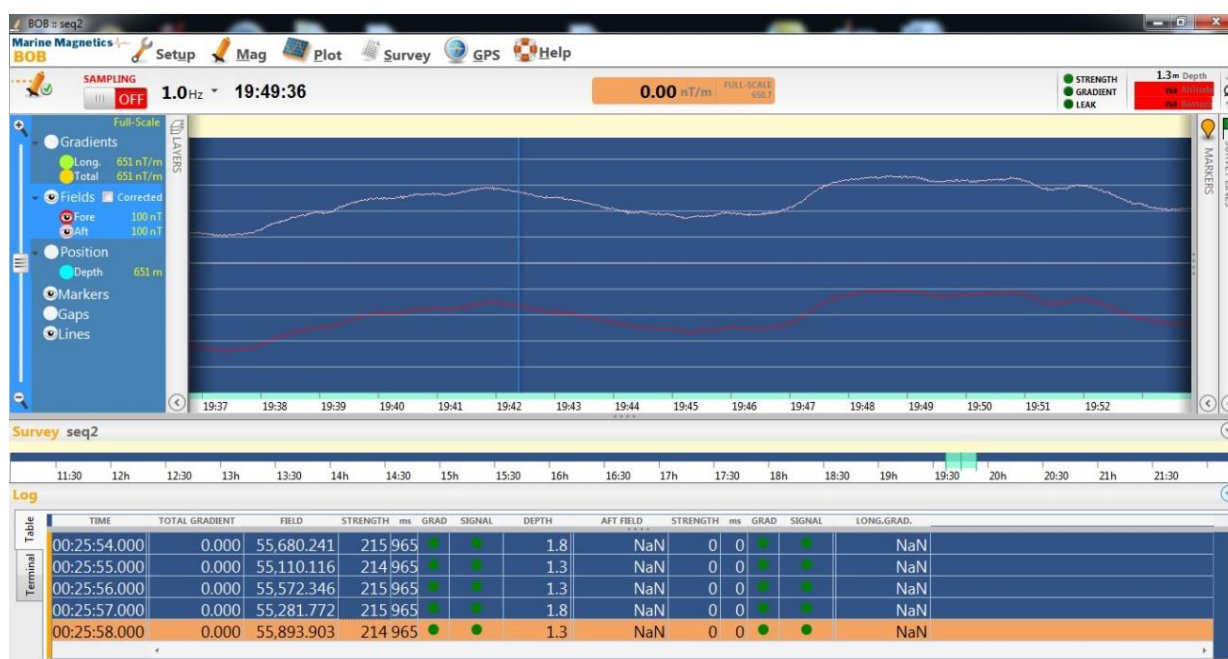 BOB :: seq2
Marine Magnetics
BOB
Setup Mag Plot Survey GPS Help
SAMPLING
OFF
1.0 Hz 19:49:36
0.00 nT/m FULL-SCALE 650.7
STRENGTH
GRADIENT
LEAK
1.3 m Depth
na Altitude
na Bottom
Full-Scale
Gradients
Long. 651 nT/m
Total 651 nT/m
Fields Corrected
Fore 100 nT
Aft 100 nT
Position
Depth 651 m
Markers
Gaps
Lines
LAYERS
MARKERS
19:37 19:38 19:39 19:40 19:41 19:42 19:43 19:44 19:45 19:46 19:47 19:48 19:49 19:50 19:51 19:52
Survey seq2
11:30 12h 12:30 13h 13:30 14h 14:30 15h 15:30 16h 16:30 17h 17:30 18h 18:30 19h 19:30 20h 20:30 21h 21:30
Log
Table
Terminal
TIME TOTAL GRADIENT FIELD STRENGTH ms GRAD SIGNAL DEPTH AFT FIELD STRENGTH ms GRAD SIGNAL LONG.GRAD.
00:25:54.000 0.000 55,680.241 215 965 1.8 NaN 0 0 NaN
00:25:55.000 0.000 55,110.116 214 965 1.3 NaN 0 0 NaN
00:25:56.000 0.000 55,572.346 215 965 1.3 NaN 0 0 NaN
00:25:57.000 0.000 55,281.772 215 965 1.8 NaN 0 0 NaN
00:25:58.000 0.000 55,893.903 214 965 1.3 NaN 0 0 NaN